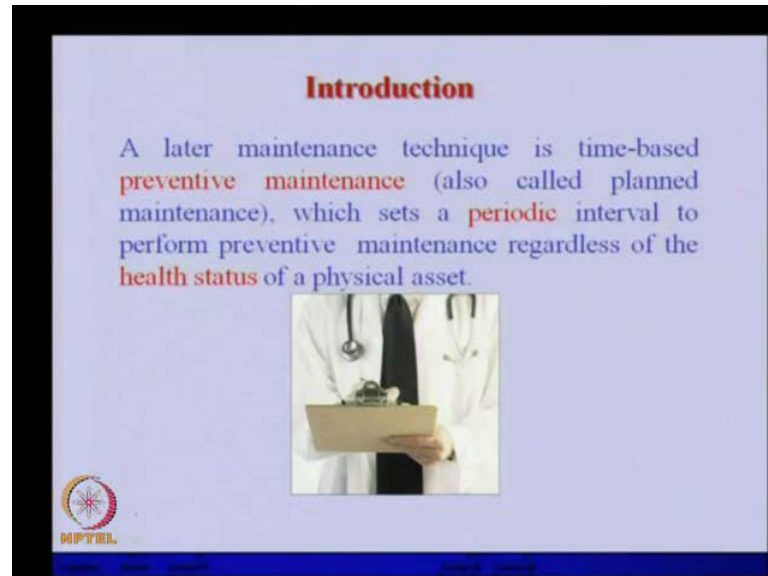 Introduction
A later maintenance technique is time-based
preventive maintenance (also called planned
maintenance), which sets a periodic interval to
perform preventive maintenance regardless of the
health status of a physical asset.
NPTEL